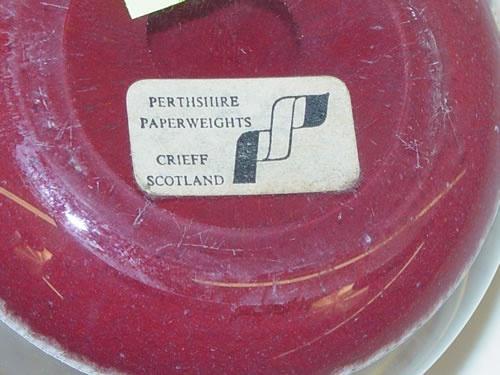 PERTHSHIRE
PAPERWEIGHTS
CRIEFF
SCOTLAND